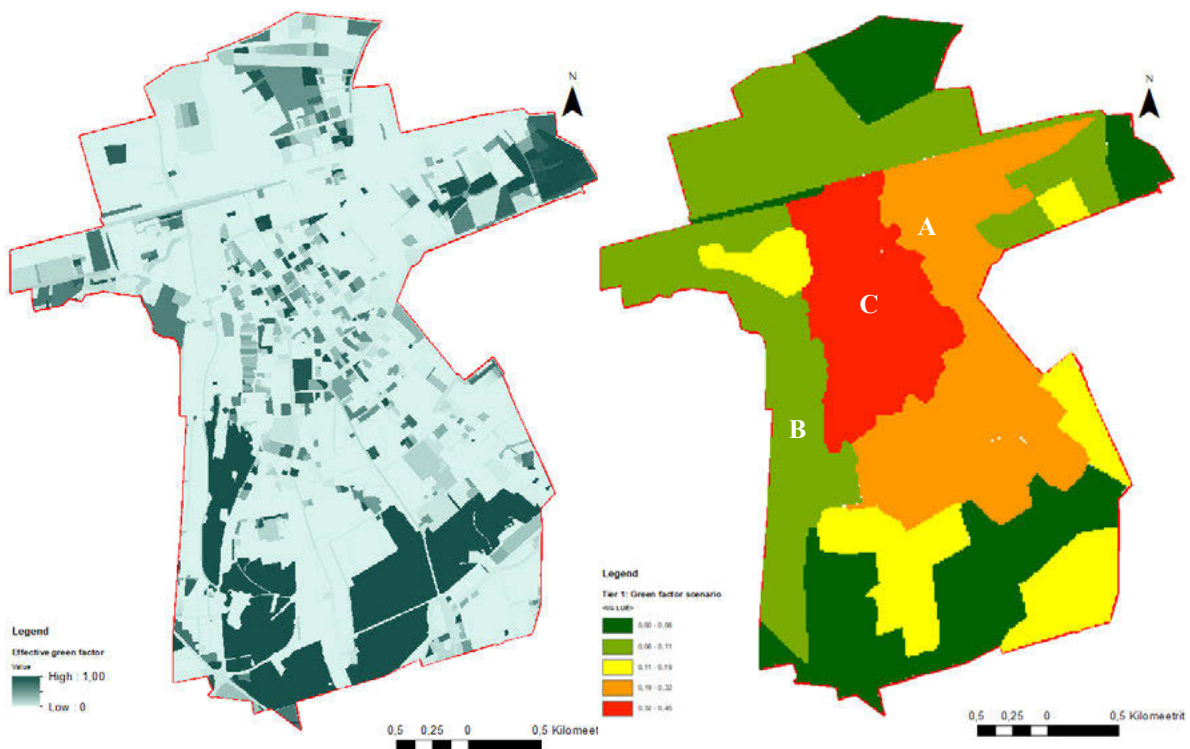 N
Legend
Effective green factor
Value
High : 1,00
Low : 0
0,5 0,25 0 0,5 Kilomeet
N
A
C
B
Legend
Tier 1: Green factor scenario
<VALUE>
0,00 - 0,06
0,06 - 0,11
0,11 - 0,19
0,19 - 0,32
0,32 - 0,45
0,5 0,25 0 0,5 Kilomeetrit